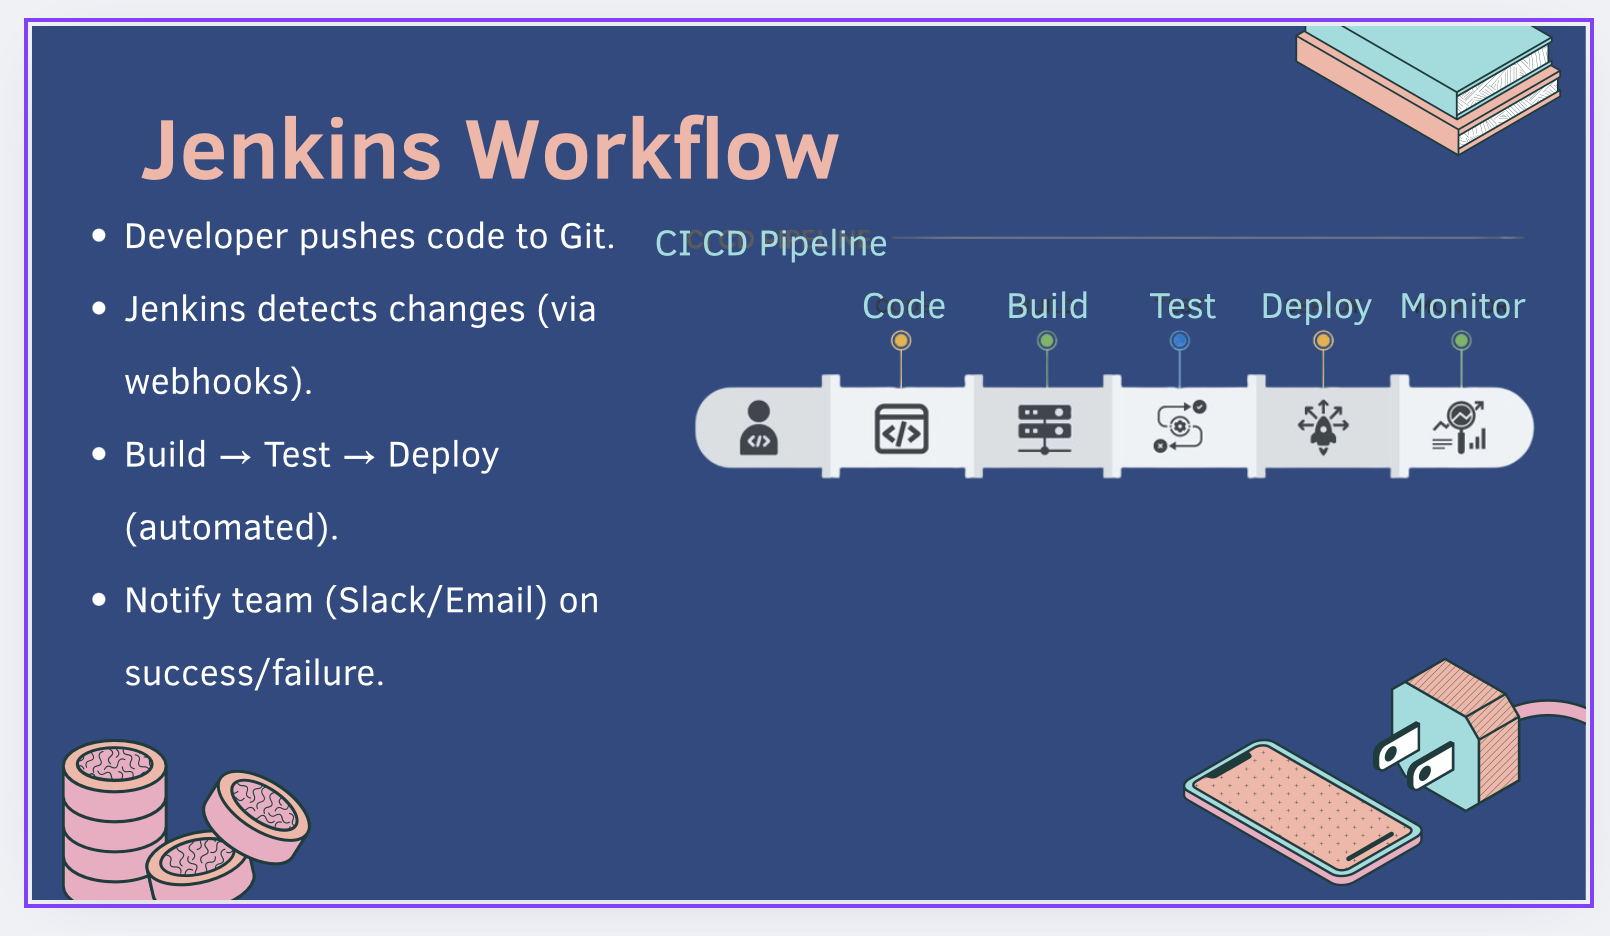 Jenkins Workflow
• Developer pushes code to Git.
• Jenkins detects changes (via
webhooks).
• Build → Test → Deploy
(automated).
• Notify team (Slack/Email) on
success/failure.
CI CD Pipeline
Code Build Test Deploy Monitor